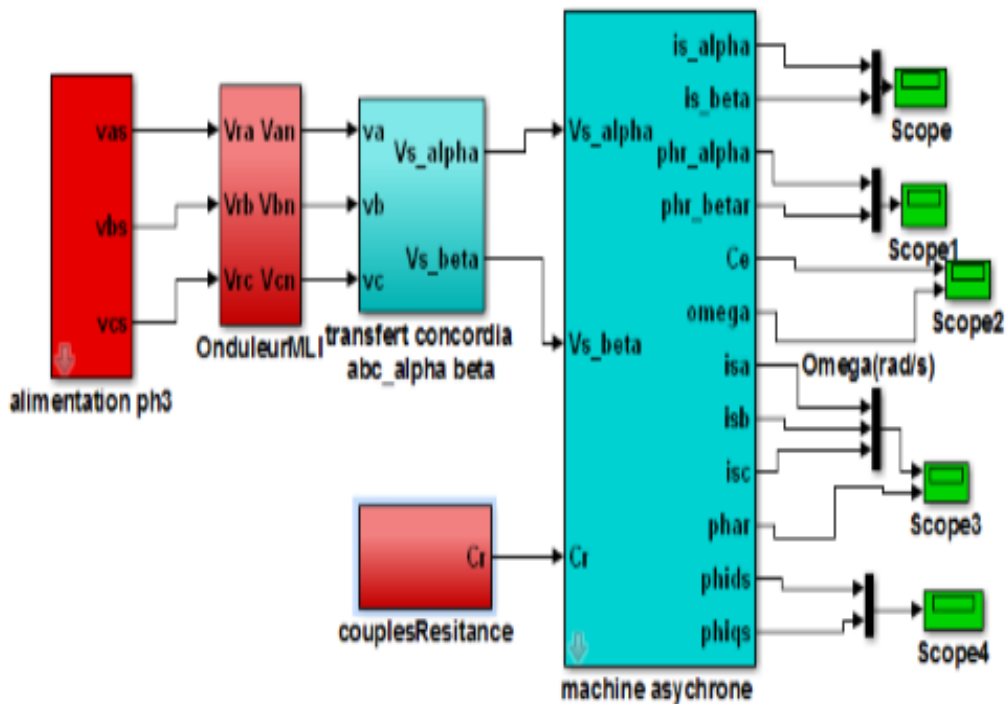 vas
vbs
vcs
alimentation ph3
Vra Van
Vrb Vbn
Vrc Vcn
OnduleurMLI
va
vb
vc
Vs_alpha
Vs_beta
transfert concordia
abc_alpha beta
Cr
couplesResitance
Vs_alpha
Vs_beta
Cr
is_alpha
is_beta
phr_alpha
phr_betar
Ce
omega
isa
isb
isc
phar
phids
phiqs
machine asychrone
Scope
Scope1
Scope2
Omega(rad/s)
Scope3
Scope4